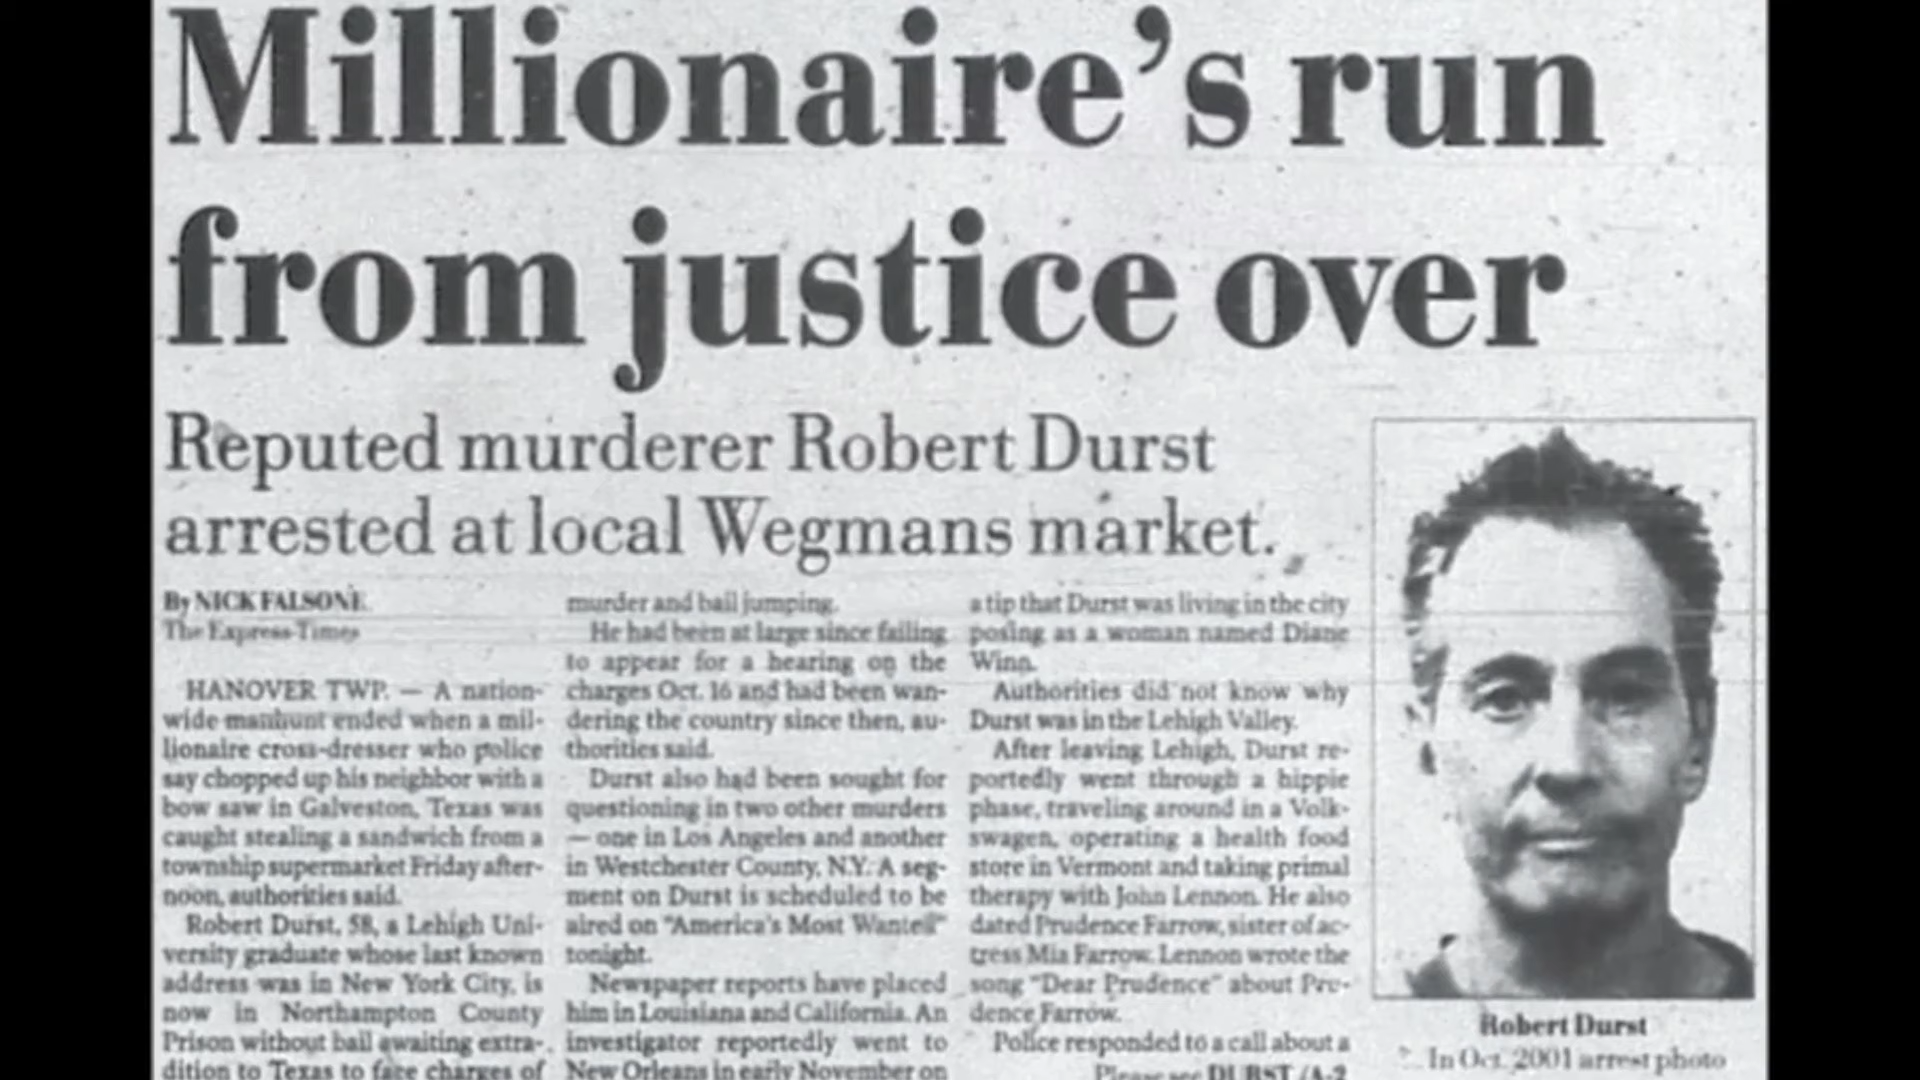 Millionaire's run
from justice over
Reputed murderer Robert Durst
arrested at local Wegmans market.
By NICK FALSONE
The Express-Times
HANOVER TWP. — A nation-
wide manhunt ended when a mil-
lionaire cross-dresser who police
say chopped up his neighbor with a
bow saw in Galveston, Texas was
caught stealing a sandwich from a
township supermarket Friday after-
noon, authorities said.
Robert Durst, 58, a Lehigh Uni-
versity graduate whose last known
address was in New York City, is
now in Northampton County
Prison without bail awaiting extra-
dition to Texas to face charges of
murder and bail jumping.
He had been at large since failing
to appear for a hearing on the
charges Oct. 16 and had been wan-
dering the country since then, au-
thorities said.
Durst also had been sought for
questioning in two other murders
— one in Los Angeles and another
in Westchester County, N.Y. A seg-
ment on Durst is scheduled to be
aired on "America's Most Wanted"
tonight.
Newspaper reports have placed
him in Louisiana and California. An
investigator reportedly went to
New Orleans in early November on
a tip that Durst was living in the city
posing as a woman named Diane
Winn.
Authorities did not know why
Durst was in the Lehigh Valley.
After leaving Lehigh, Durst re-
portedly went through a hippie
phase, traveling around in a Volk-
swagen, operating a health food
store in Vermont and taking primal
therapy with John Lennon. He also
dated Prudence Farrow, sister of ac-
tress Mia Farrow. Lennon wrote the
song "Dear Prudence" about Pru-
dence Farrow.
Police responded to a call about a
Please see DURST /A-2
Robert Durst
In Oct. 2001 arrest photo